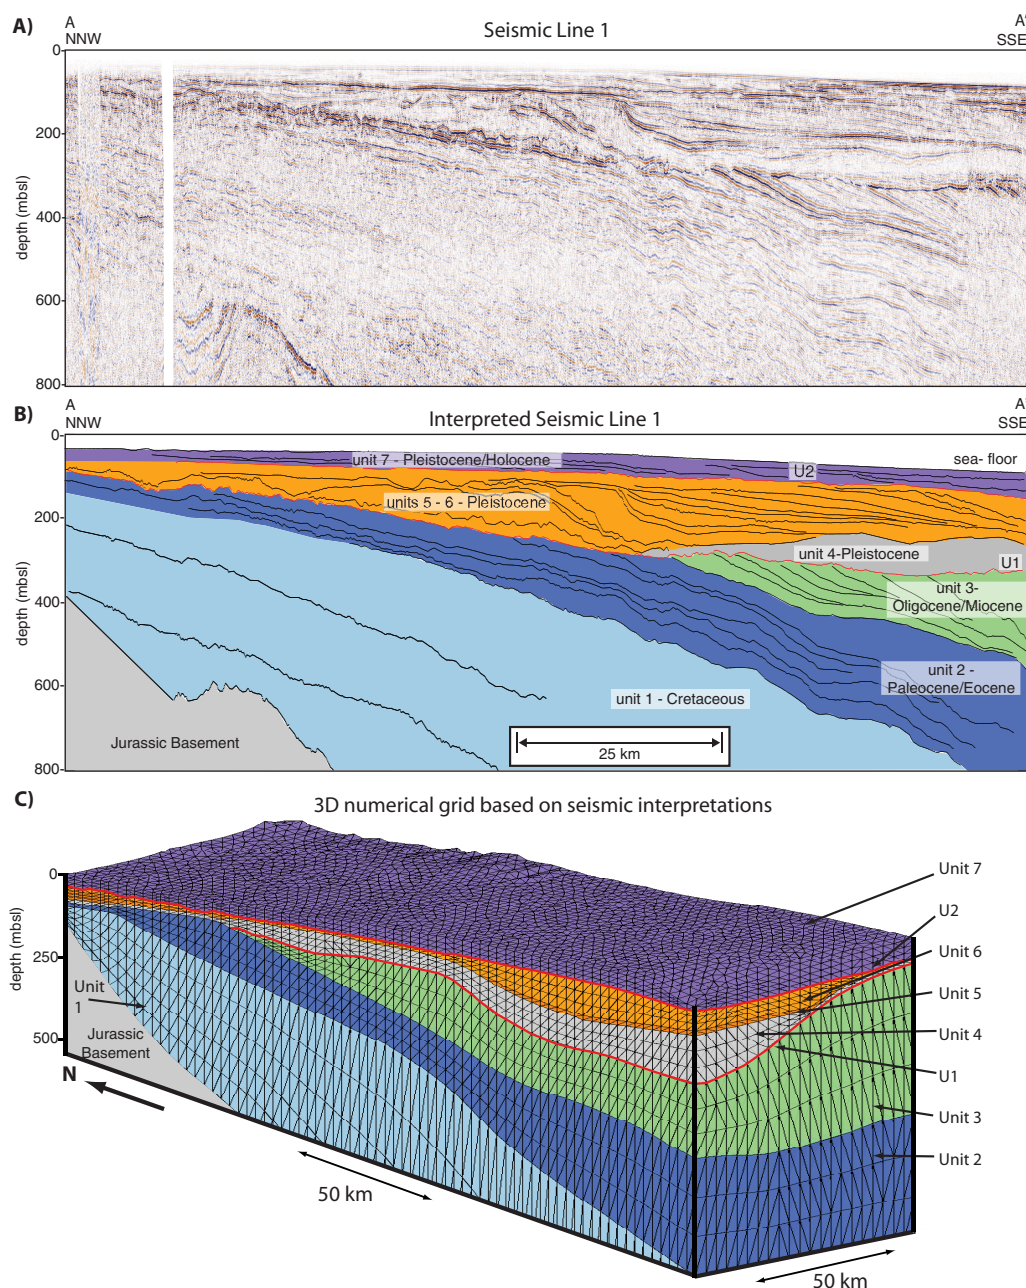 A)
A
NNW
Seismic Line 1
A'
SSE
0
200
400
600
800
depth (mbsl)
B)
A
NNW
Interpreted Seismic Line 1
A'
SSE
0
200
400
600
800
depth (mbsl)
unit 7 - Pleistocene/Holocene
U2
sea- floor
units 5 - 6 - Pleistocene
unit 4-Pleistocene
U1
unit 3-
Oligocene/Miocene
unit 2 -
Paleocene/Eocene
unit 1 - Cretaceous
Jurassic Basement
25 km
C)
3D numerical grid based on seismic interpretations
0
250
500
depth (mbsl)
Unit
1
Jurassic
Basement
N
50 km
50 km
Unit 7
U2
Unit 6
Unit 5
Unit 4
U1
Unit 3
Unit 2